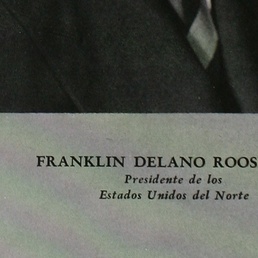 FRANKLIN DELANO ROOS
Presidente de los
Estados Unidos del Norte